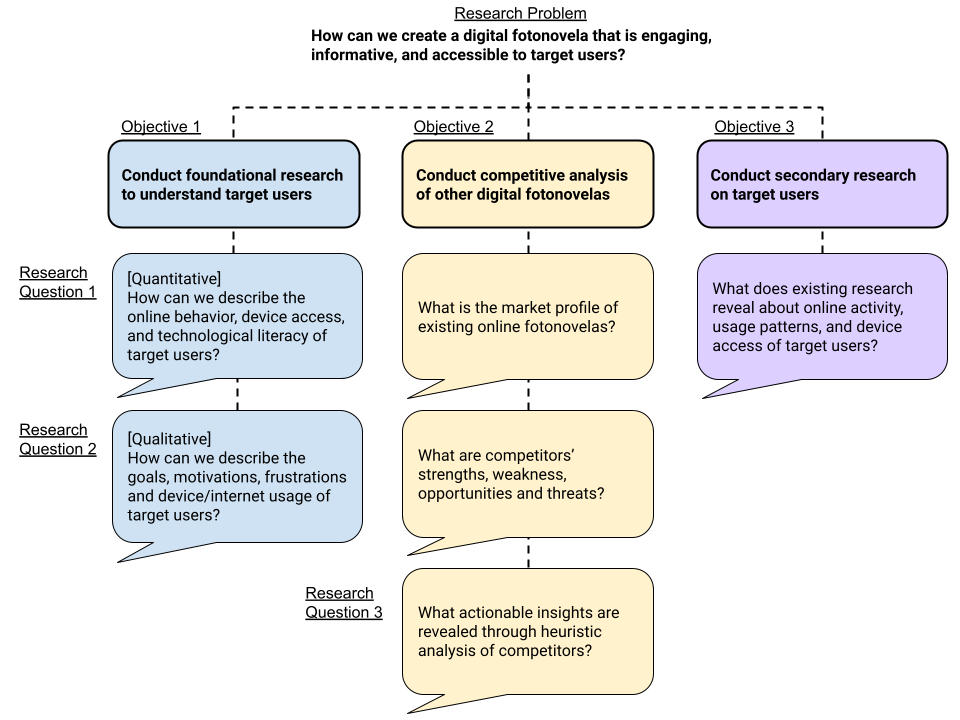 Research Problem
How can we create a digital fotonovela that is engaging,
informative, and accessible to target users?
Objective 1
Conduct foundational research
to understand target users
Objective 2
Conduct competitive analysis
of other digital fotonovelas
Objective 3
Conduct secondary research
on target users
Research
Question 1
[Quantitative]
How can we describe the
online behavior, device access,
and technological literacy of
target users?
What is the market profile of
existing online fotonovelas?
What does existing research
reveal about online activity,
usage patterns, and device
access of target users?
Research
Question 2
[Qualitative]
How can we describe the
goals, motivations, frustrations
and device/internet usage of
target users?
What are competitors’
strengths, weakness,
opportunities and threats?
Research
Question 3
What actionable insights are
revealed through heuristic
analysis of competitors?